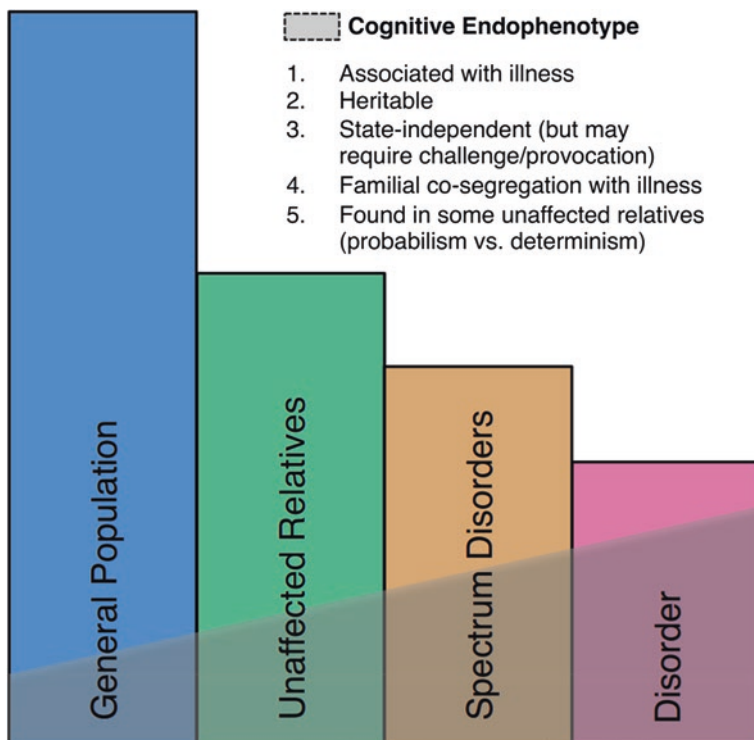 Cognitive Endophenotype
1. Associated with illness
2. Heritable
3. State-independent (but may
require challenge/provocation)
4. Familial co-segregation with illness
5. Found in some unaffected relatives
(probabilism vs. determinism)
General Population
Unaffected Relatives
Spectrum Disorders
Disorder